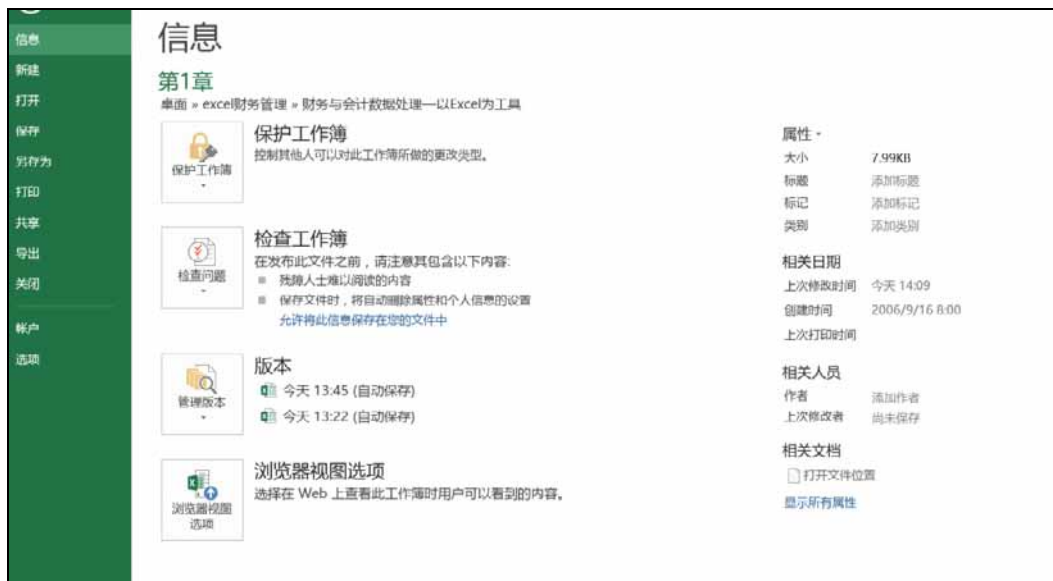 信息
新建
打开
保存
另存为
打印
共享
导出
关闭
帐户
选项
信息
第1章
桌面 » excel财务管理 » 财务与会计数据处理—以Excel为工具
保护工作簿
保护工作簿
控制其他人可以对此工作簿所做的更改类型。
检查问题
检查工作簿
在发布此文件之前，请注意其包含以下内容:
残障人士难以阅读的内容
保存文件时，将自动删除属性和个人信息的设置
允许将此信息保存在您的文件中
管理版本
版本
今天 13:45 (自动保存)
今天 13:22 (自动保存)
浏览器视图
选项
浏览器视图选项
选择在 Web 上查看此工作簿时用户可以看到的内容。
属性
大小 7.99KB
标题 添加标题
标记 添加标记
类别 添加类别
相关日期
上次修改时间 今天 14:09
创建时间 2006/9/16 8:00
上次打印时间
相关人员
作者 添加作者
上次修改者 尚未保存
相关文档
打开文件位置
显示所有属性